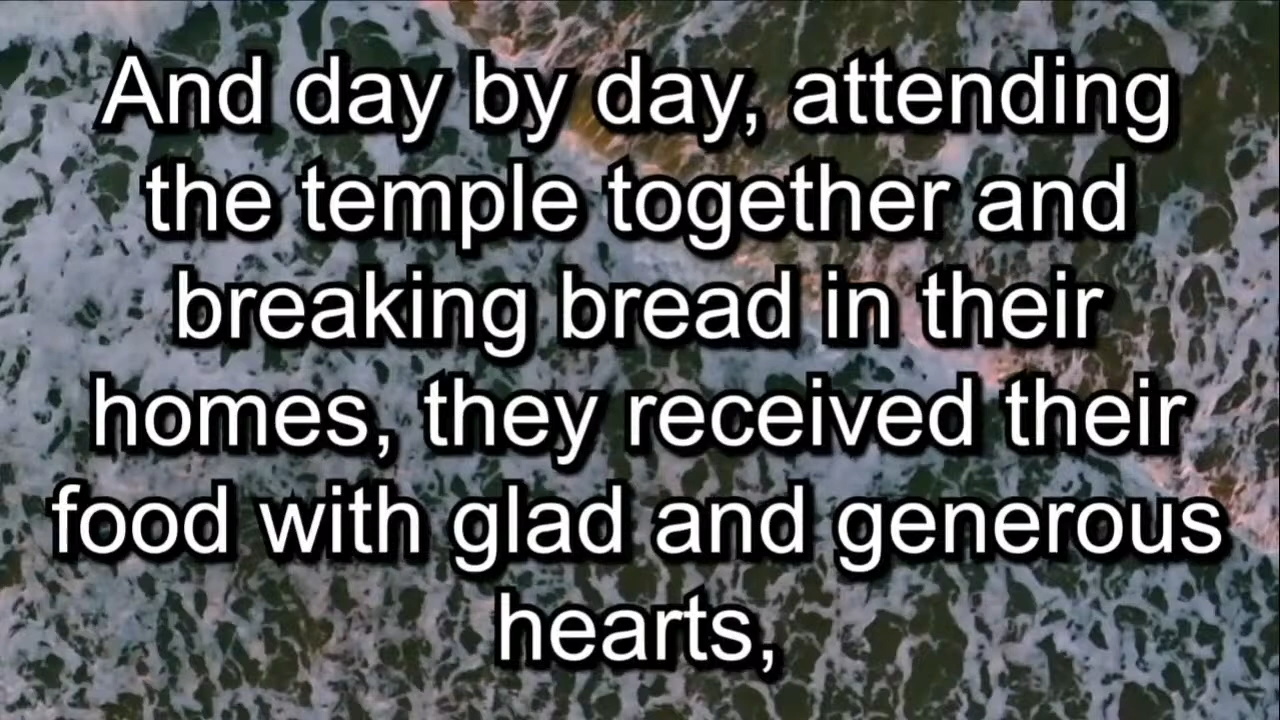 And day by day, attending
the temple together and
breaking bread in their
homes, they received their
food with glad and generous
hearts,